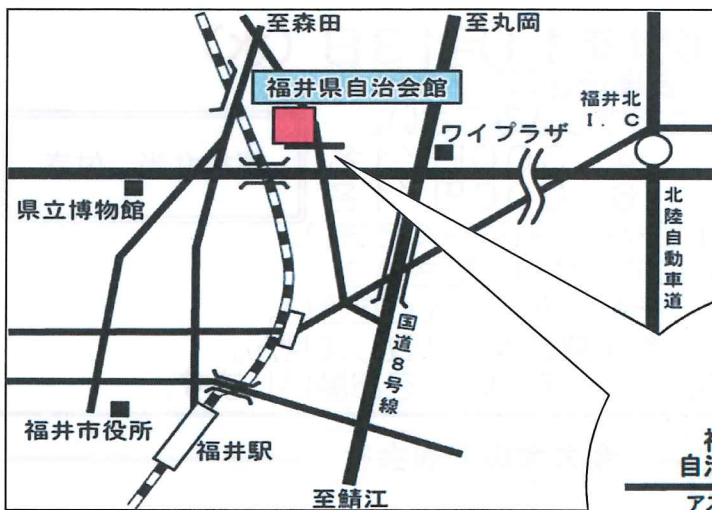 至森田
至丸岡
福井県自治会館
福井北
I. C
ワイプラザ
県立博物館
北陸自動車道
国道8号線
福井市役所
福井駅
至鯖江
自治